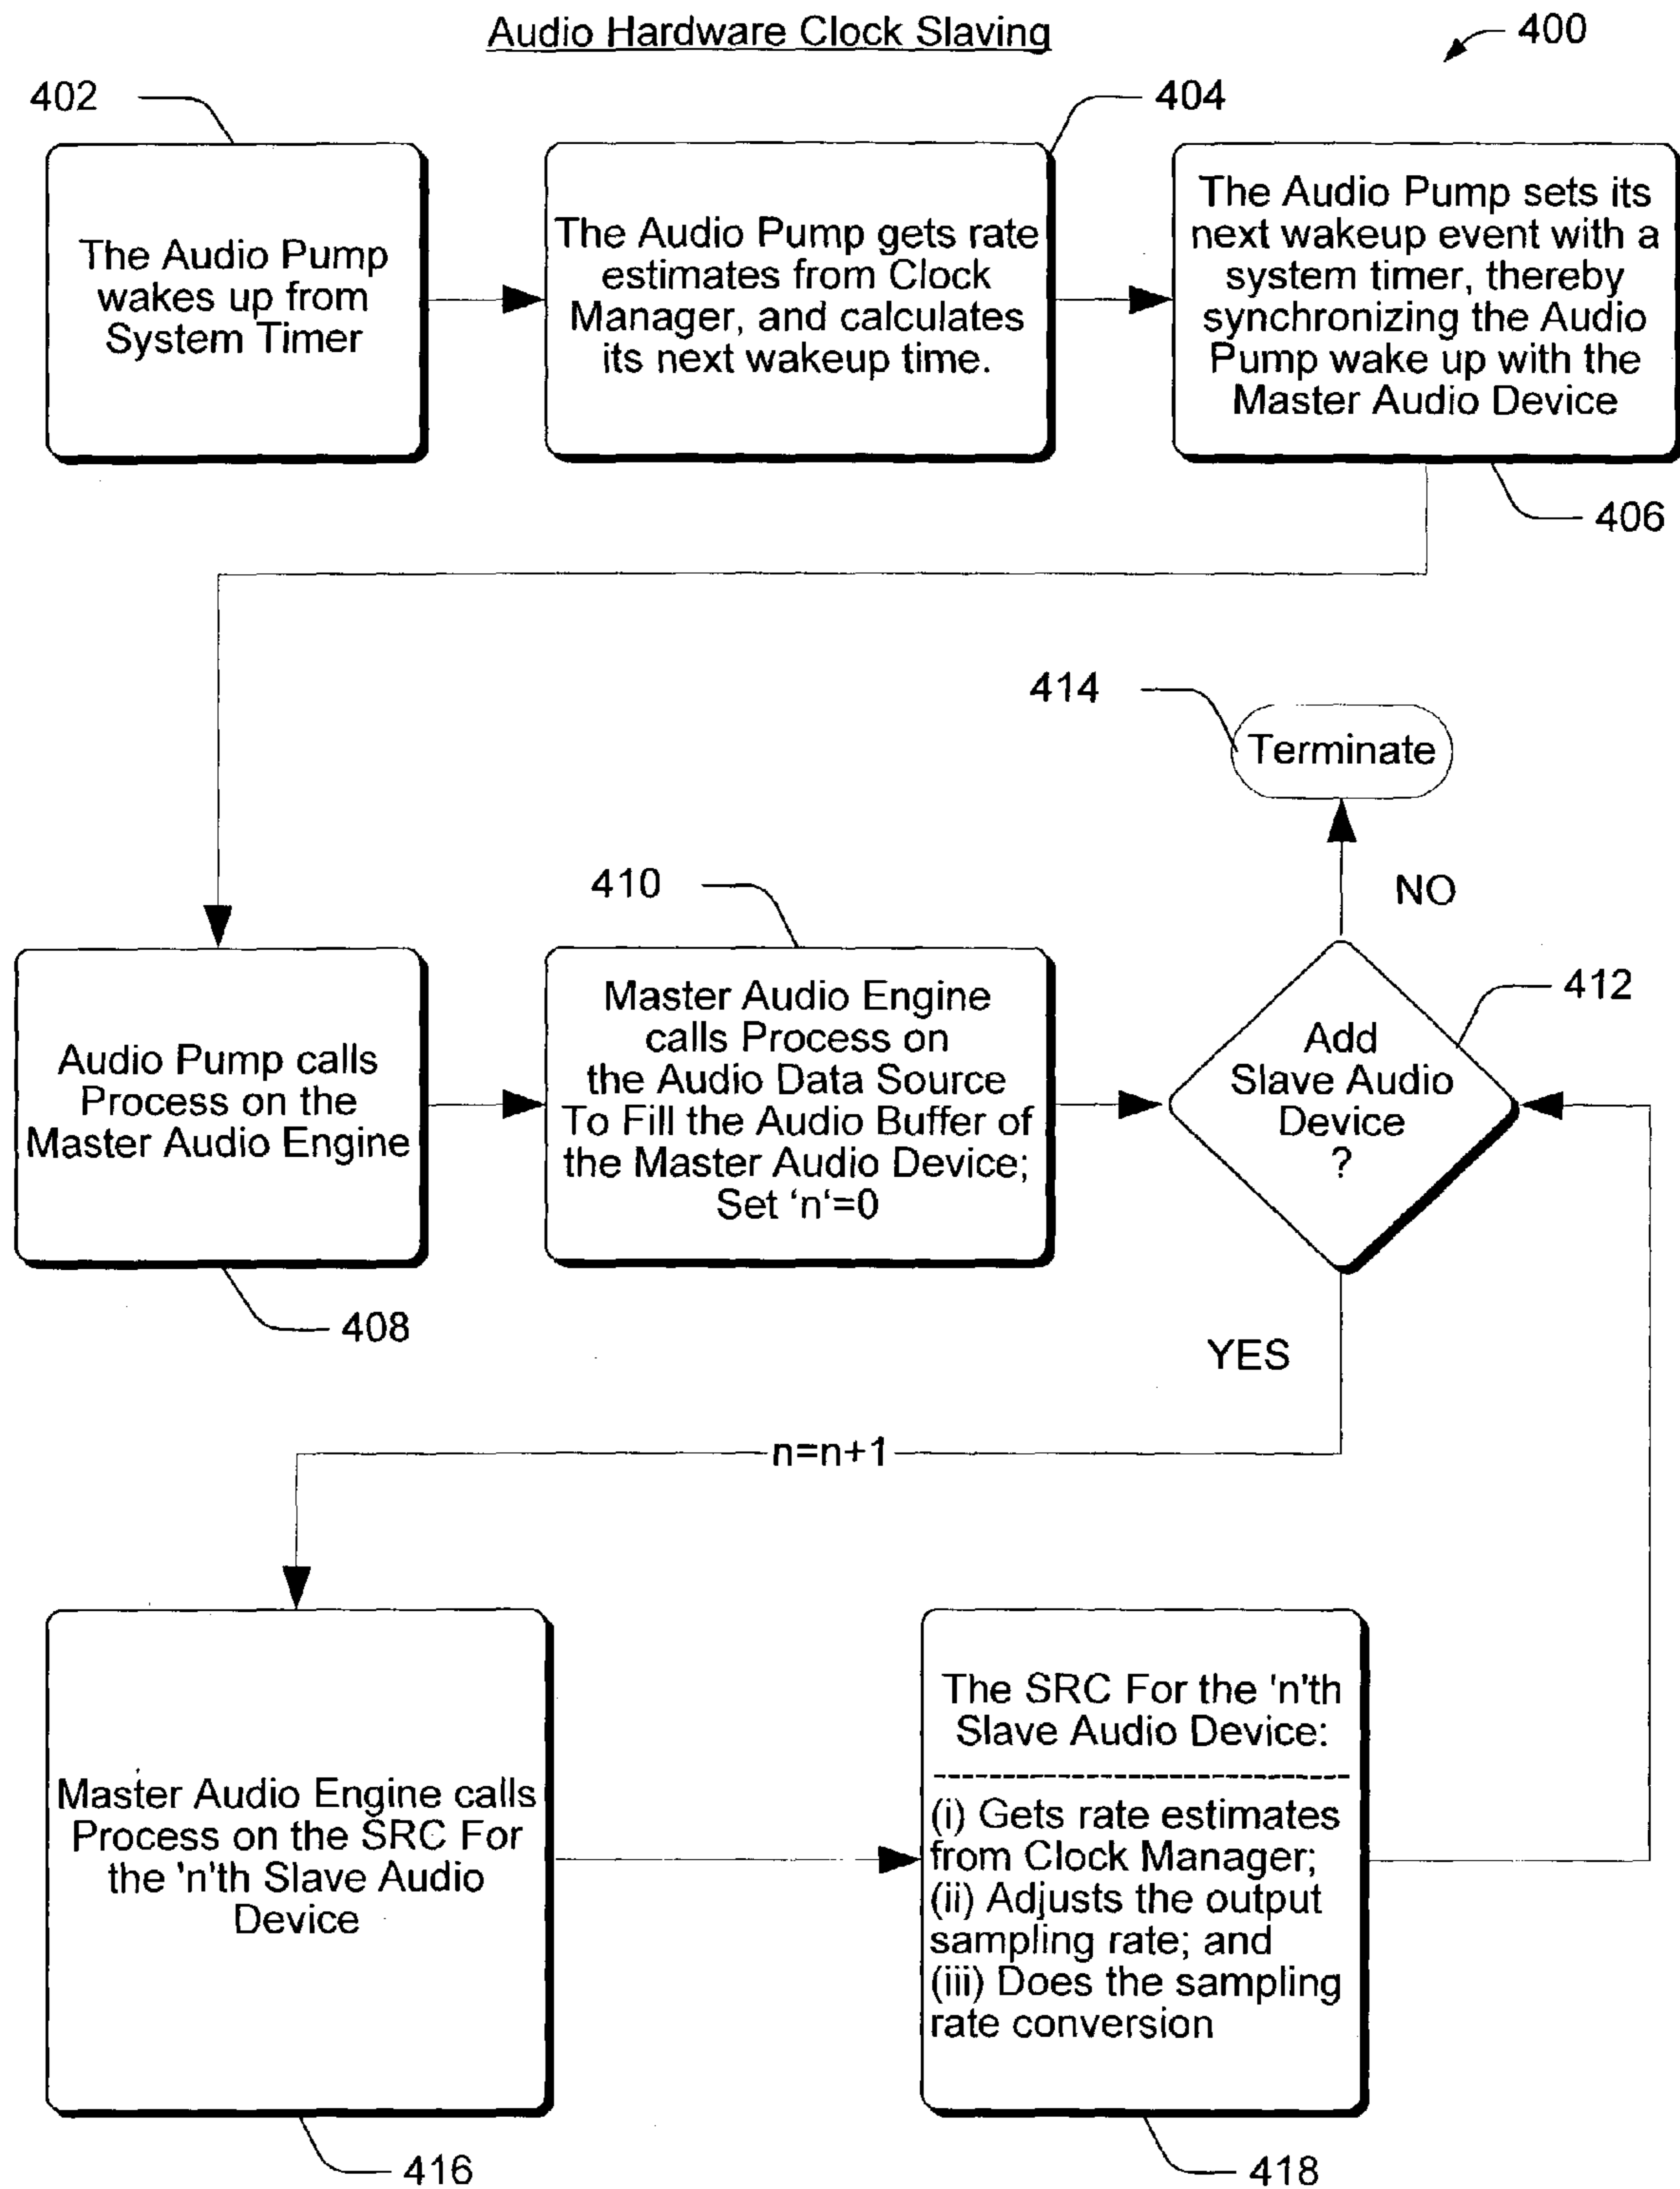 Audio Hardware Clock Slaving
400
402
The Audio Pump
wakes up from
System Timer
404
The Audio Pump gets rate
estimates from Clock
Manager, and calculates
its next wakeup time.
The Audio Pump sets its
next wakeup event with a
system timer, thereby
synchronizing the Audio
Pump wake up with the
Master Audio Device
406
Audio Pump calls
Process on the
Master Audio Engine
408
410
Master Audio Engine
calls Process on
the Audio Data Source
To Fill the Audio Buffer of
the Master Audio Device;
Set ‘n‘=0
414
Terminate
NO
412
Add
Slave Audio
Device
?
YES
n=n+1
Master Audio Engine calls
Process on the SRC For
the 'n'th Slave Audio
Device
416
The SRC For the 'n'th
Slave Audio Device:
(i) Gets rate estimates
from Clock Manager;
(ii) Adjusts the output
sampling rate; and
(iii) Does the sampling
rate conversion
418